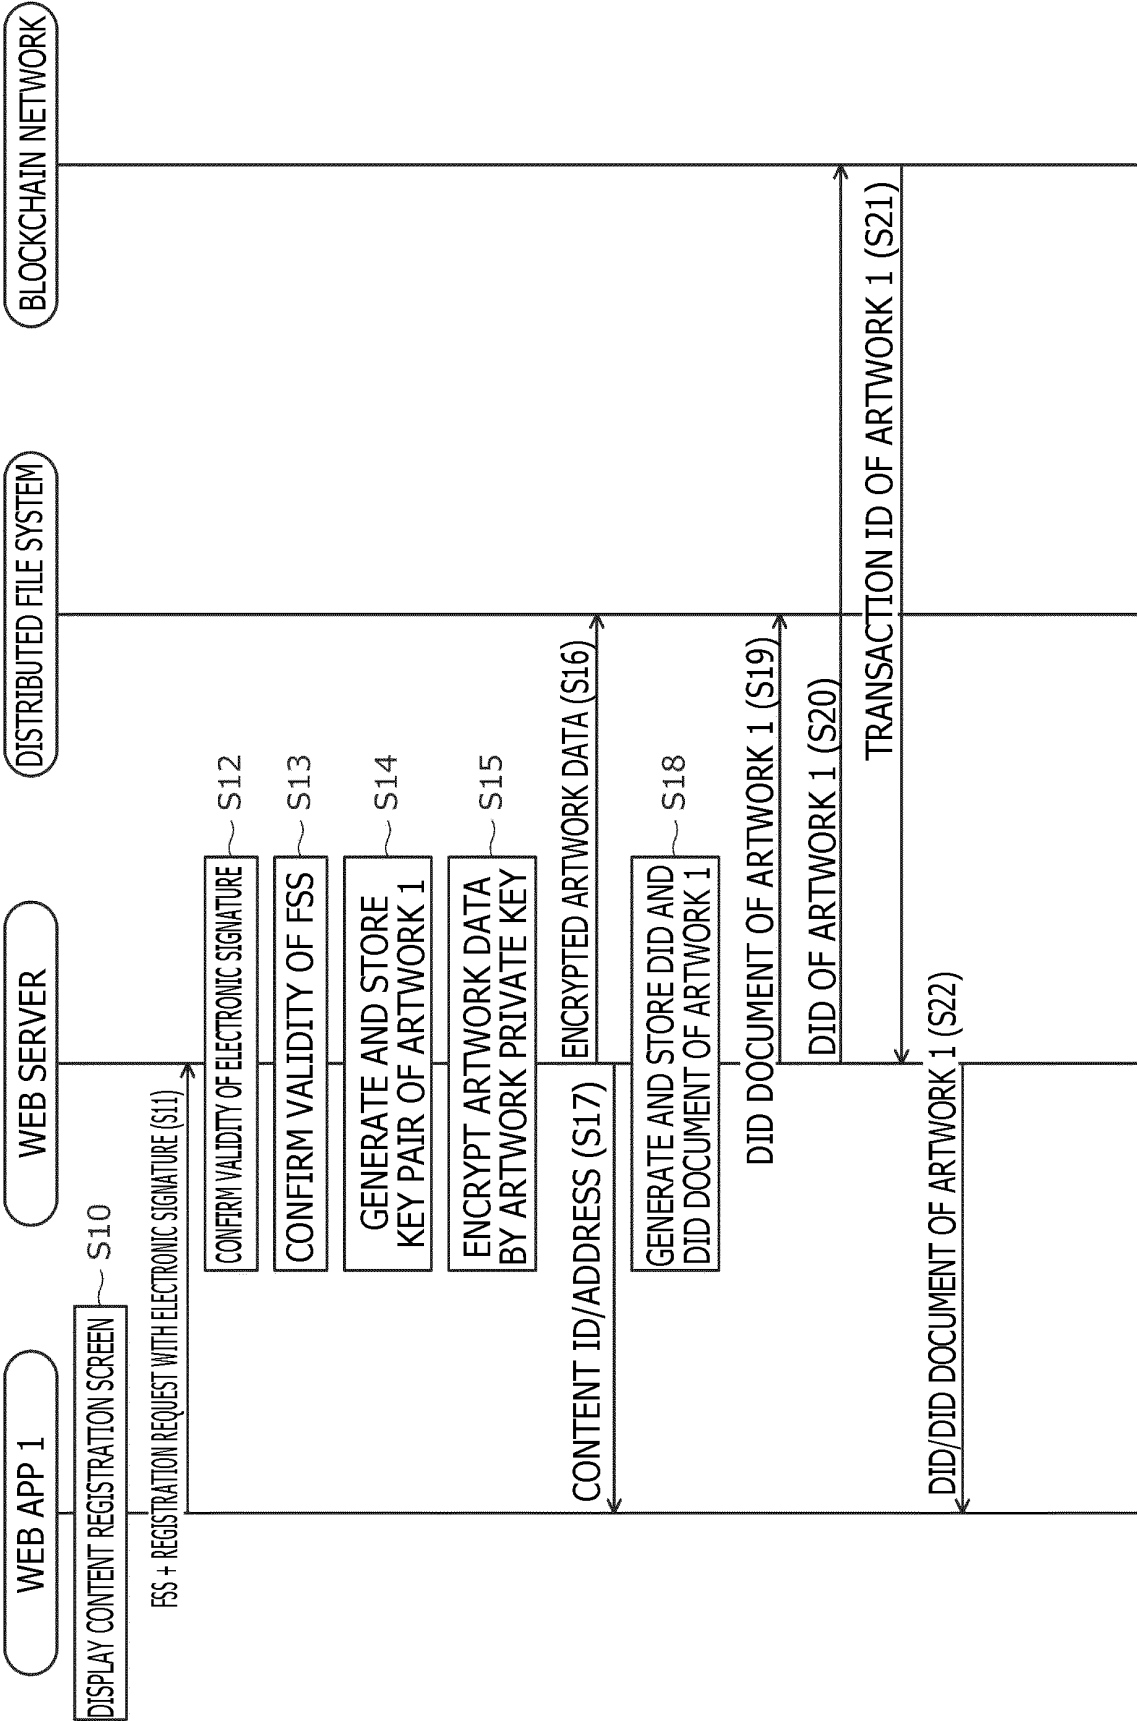 WEB APP 1
WEB SERVER
DISTRIBUTED FILE SYSTEM
BLOCKCHAIN NETWORK
DISPLAY CONTENT REGISTRATION SCREEN
S10
FSS + REGISTRATION REQUEST WITH ELECTRONIC SIGNATURE (S11)
CONFIRM VALIDITY OF ELECTRONIC SIGNATURE
S12
CONFIRM VALIDITY OF FSS
S13
GENERATE AND STORE
KEY PAIR OF ARTWORK 1
S14
ENCRYPT ARTWORK DATA
BY ARTWORK PRIVATE KEY
S15
ENCRYPTED ARTWORK DATA (S16)
CONTENT ID/ADDRESS (S17)
GENERATE AND STORE DID AND
DID DOCUMENT OF ARTWORK 1
S18
DID DOCUMENT OF ARTWORK 1 (S19)
DID OF ARTWORK 1 (S20)
TRANSACTION ID OF ARTWORK 1 (S21)
DID/DID DOCUMENT OF ARTWORK 1 (S22)